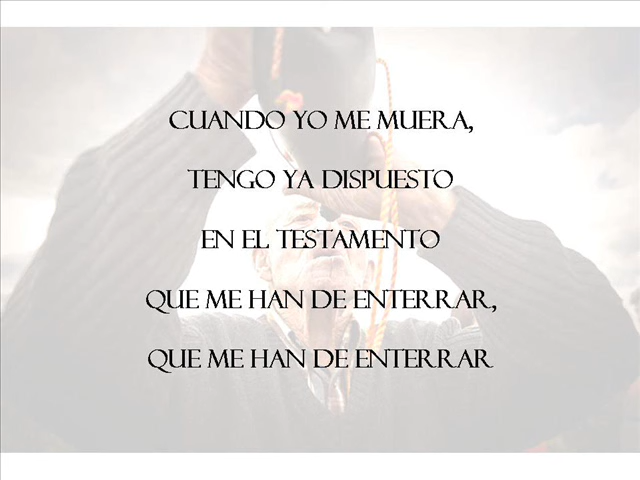 CUANDO YO ME MUERA,
TENGO YA DISPUESTO
EN EL TESTAMENTO
QUE ME HAN DE ENTERRAR,
QUE ME HAN DE ENTERRAR